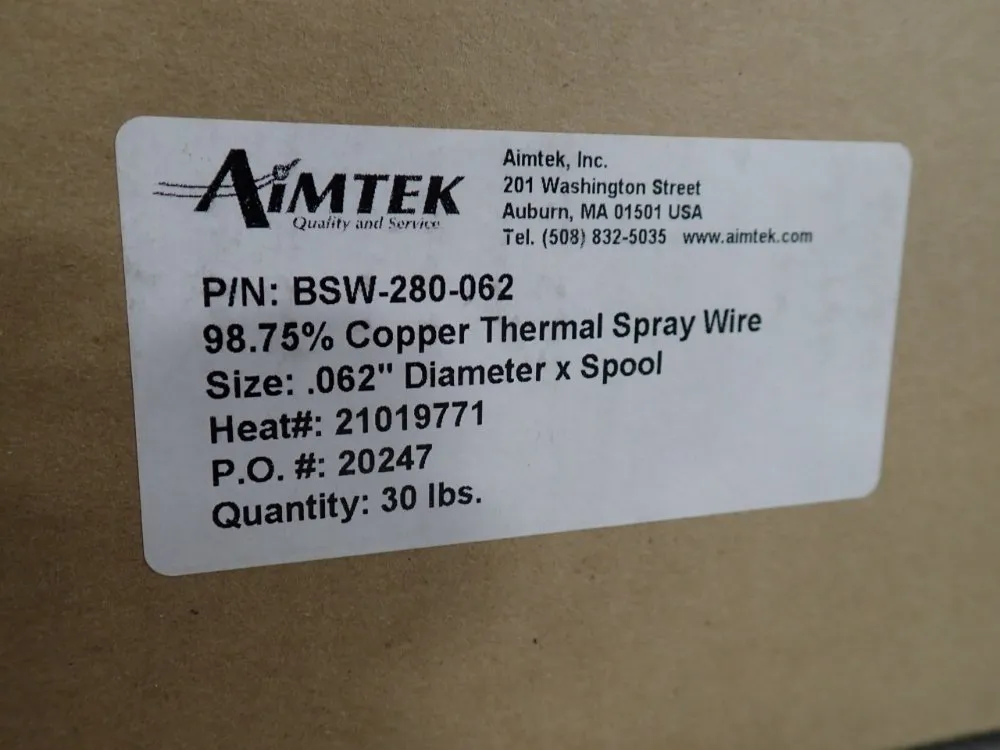 AIMTEK
Quality and Service
Aimtek, Inc.
201 Washington Street
Auburn, MA 01501 USA
Tel. (508) 832-5035 www.aimtek.com
P/N: BSW-280-062
98.75% Copper Thermal Spray Wire
Size: .062" Diameter x Spool
Heat#: 21019771
P.O. #: 20247
Quantity: 30 lbs.